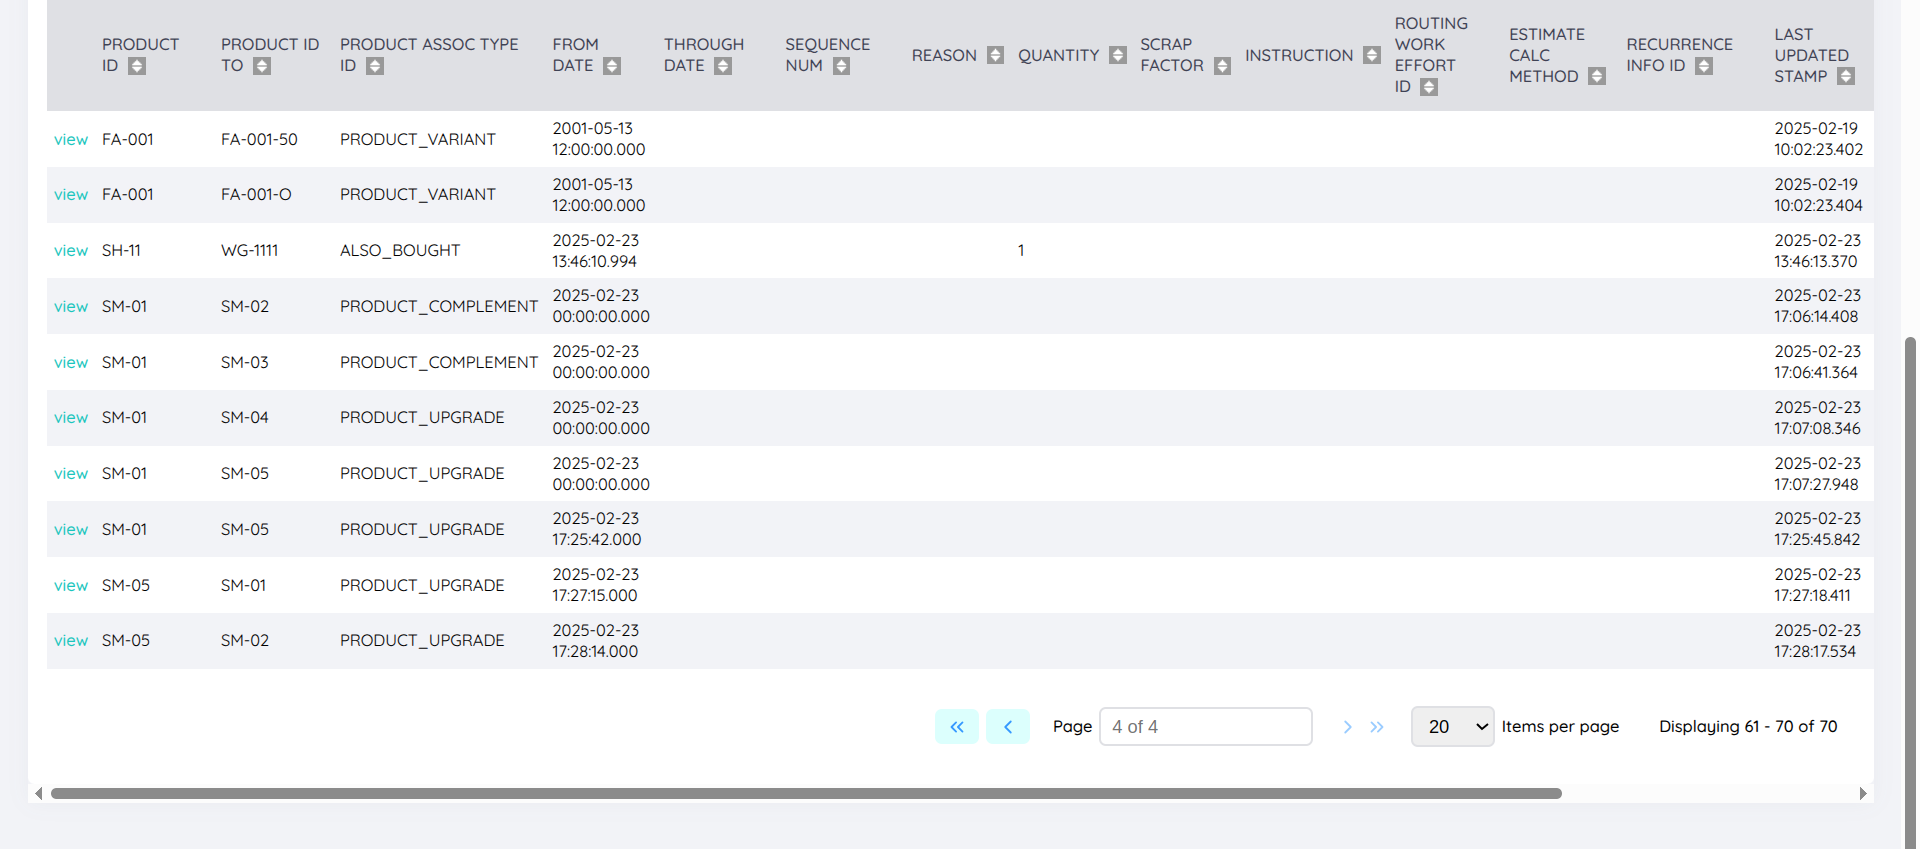 PRODUCT ID
PRODUCT ID TO
PRODUCT ASSOC TYPE ID
FROM DATE
THROUGH DATE
SEQUENCE NUM
REASON
QUANTITY
SCRAP FACTOR
INSTRUCTION
ROUTING WORK EFFORT ID
ESTIMATE CALC METHOD
RECURRENCE INFO ID
LAST UPDATED STAMP
view FA-001 FA-001-50 PRODUCT_VARIANT 2001-05-13 12:00:00.000 2025-02-19 10:02:23.402
view FA-001 FA-001-O PRODUCT_VARIANT 2001-05-13 12:00:00.000 2025-02-19 10:02:23.404
view SH-11 WG-1111 ALSO_BOUGHT 2025-02-23 13:46:10.994 1 2025-02-23 13:46:13.370
view SM-01 SM-02 PRODUCT_COMPLEMENT 2025-02-23 00:00:00.000 2025-02-23 17:06:14.408
view SM-01 SM-03 PRODUCT_COMPLEMENT 2025-02-23 00:00:00.000 2025-02-23 17:06:41.364
view SM-01 SM-04 PRODUCT_UPGRADE 2025-02-23 00:00:00.000 2025-02-23 17:07:08.346
view SM-01 SM-05 PRODUCT_UPGRADE 2025-02-23 00:00:00.000 2025-02-23 17:07:27.948
view SM-01 SM-05 PRODUCT_UPGRADE 2025-02-23 17:25:42.000 2025-02-23 17:25:45.842
view SM-05 SM-01 PRODUCT_UPGRADE 2025-02-23 17:27:15.000 2025-02-23 17:27:18.411
view SM-05 SM-02 PRODUCT_UPGRADE 2025-02-23 17:28:14.000 2025-02-23 17:28:17.534
Page 4 of 4 20 Items per page Displaying 61 - 70 of 70